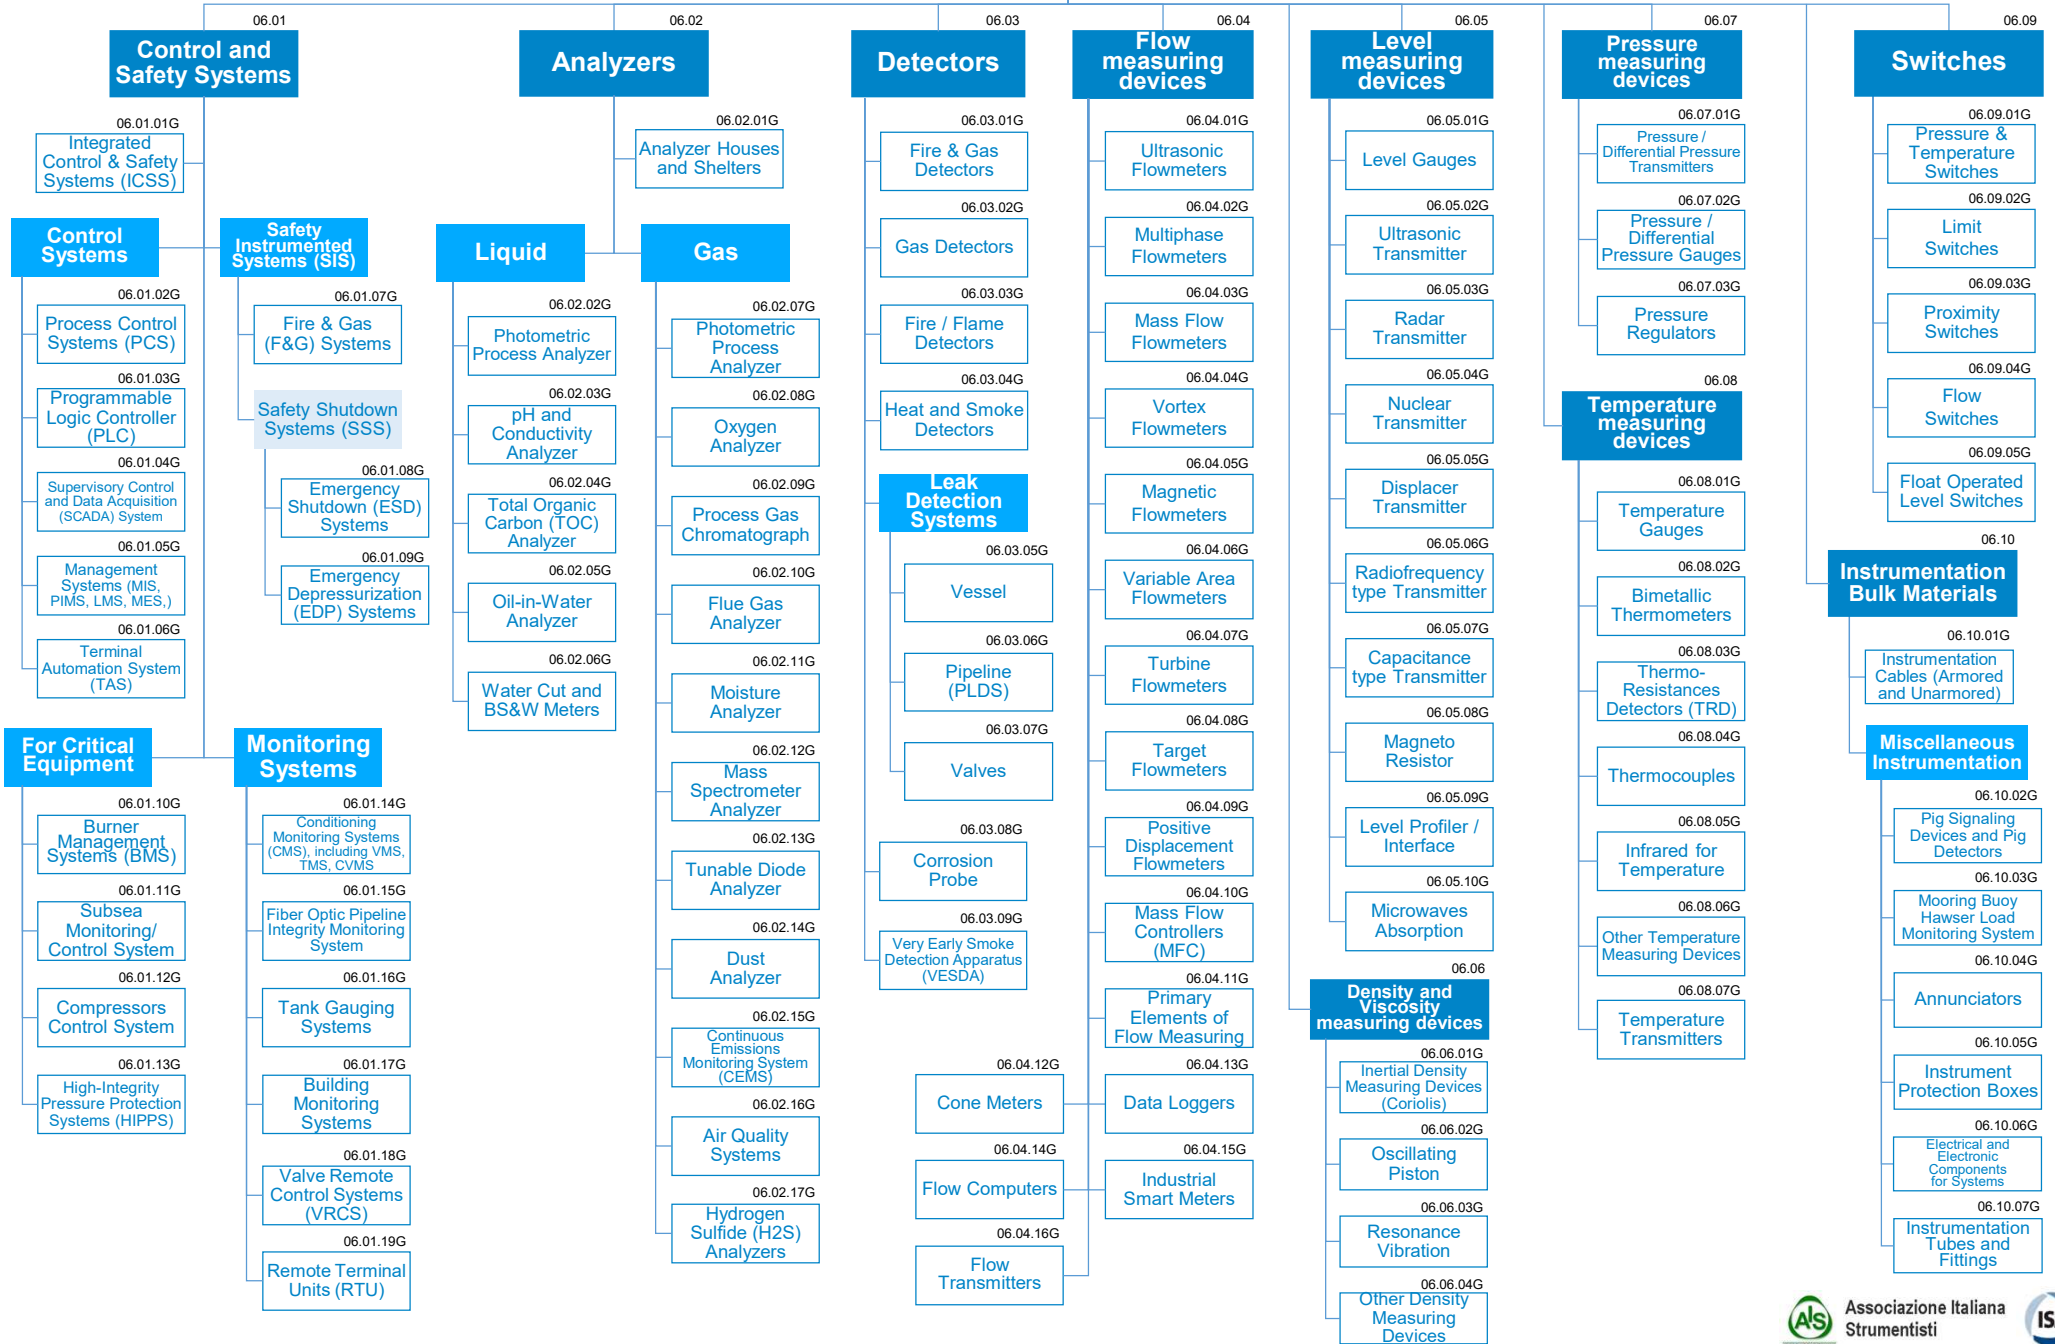 06.01
Control and
Safety Systems
06.01.01G
Integrated
Control & Safety
Systems (ICSS)
Control
Systems
06.01.02G
Process Control
Systems (PCS)
06.01.03G
Programmable
Logic Controller
(PLC)
06.01.04G
Supervisory Control
and Data Acquisition
(SCADA) System
06.01.05G
Management
Systems (MIS,
PIMS, LMS, MES,)
06.01.06G
Terminal
Automation System
(TAS)
Safety
Instrumented
Systems (SIS)
06.01.07G
Fire & Gas
(F&G) Systems
Safety Shutdown
Systems (SSS)
06.01.08G
Emergency
Shutdown (ESD)
Systems
06.01.09G
Emergency
Depressurization
(EDP) Systems
For Critical
Equipment
06.01.10G
Burner
Management
Systems (BMS)
06.01.11G
Subsea
Monitoring/
Control System
06.01.12G
Compressors
Control System
06.01.13G
High-Integrity
Pressure Protection
Systems (HIPPS)
Monitoring
Systems
06.01.14G
Conditioning
Monitoring Systems
(CMS), including VMS,
TMS, CVMS
06.01.15G
Fiber Optic Pipeline
Integrity Monitoring
System
06.01.16G
Tank Gauging
Systems
06.01.17G
Building
Monitoring
Systems
06.01.18G
Valve Remote
Control Systems
(VRCS)
06.01.19G
Remote Terminal
Units (RTU)
06.02
Analyzers
06.02.01G
Analyzer Houses
and Shelters
Liquid
06.02.02G
Photometric
Process Analyzer
06.02.03G
pH and
Conductivity
Analyzer
06.02.04G
Total Organic
Carbon (TOC)
Analyzer
06.02.05G
Oil-in-Water
Analyzer
06.02.06G
Water Cut and
BS&W Meters
Gas
06.02.07G
Photometric
Process
Analyzer
06.02.08G
Oxygen
Analyzer
06.02.09G
Process Gas
Chromatograph
06.02.10G
Flue Gas
Analyzer
06.02.11G
Moisture
Analyzer
06.02.12G
Mass
Spectrometer
Analyzer
06.02.13G
Tunable Diode
Analyzer
06.02.14G
Dust
Analyzer
06.02.15G
Continuous
Emissions
Monitoring System
(CEMS)
06.02.16G
Air Quality
Systems
06.02.17G
Hydrogen
Sulfide (H2S)
Analyzers
06.03
Detectors
06.03.01G
Fire & Gas
Detectors
06.03.02G
Gas Detectors
06.03.03G
Fire / Flame
Detectors
06.03.04G
Heat and Smoke
Detectors
Leak
Detection
Systems
06.03.05G
Vessel
06.03.06G
Pipeline
(PLDS)
06.03.07G
Valves
06.03.08G
Corrosion
Probe
06.03.09G
Very Early Smoke
Detection Apparatus
(VESDA)
06.04
Flow
measuring
devices
06.04.01G
Ultrasonic
Flowmeters
06.04.02G
Multiphase
Flowmeters
06.04.03G
Mass Flow
Flowmeters
06.04.04G
Vortex
Flowmeters
06.04.05G
Magnetic
Flowmeters
06.04.06G
Variable Area
Flowmeters
06.04.07G
Turbine
Flowmeters
06.04.08G
Target
Flowmeters
06.04.09G
Positive
Displacement
Flowmeters
06.04.10G
Mass Flow
Controllers
(MFC)
06.04.11G
Primary
Elements of
Flow Measuring
06.04.12G
Cone Meters
06.04.13G
Data Loggers
06.04.14G
Flow Computers
06.04.15G
Industrial
Smart Meters
06.04.16G
Flow
Transmitters
06.05
Level
measuring
devices
06.05.01G
Level Gauges
06.05.02G
Ultrasonic
Transmitter
06.05.03G
Radar
Transmitter
06.05.04G
Nuclear
Transmitter
06.05.05G
Displacer
Transmitter
06.05.06G
Radiofrequency
type Transmitter
06.05.07G
Capacitance
type Transmitter
06.05.08G
Magneto
Resistor
06.05.09G
Level Profiler /
Interface
06.05.10G
Microwaves
Absorption
06.06
Density and
Viscosity
measuring devices
06.06.01G
Inertial Density
Measuring Devices
(Coriolis)
06.06.02G
Oscillating
Piston
06.06.03G
Resonance
Vibration
06.06.04G
Other Density
Measuring
Devices
06.07
Pressure
measuring
devices
06.07.01G
Pressure /
Differential Pressure
Transmitters
06.07.02G
Pressure /
Differential
Pressure Gauges
06.07.03G
Pressure
Regulators
06.08
Temperature
measuring
devices
06.08.01G
Temperature
Gauges
06.08.02G
Bimetallic
Thermometers
06.08.03G
Thermo-
Resistances
Detectors (TRD)
06.08.04G
Thermocouples
06.08.05G
Infrared for
Temperature
06.08.06G
Other Temperature
Measuring Devices
06.08.07G
Temperature
Transmitters
06.09
Switches
06.09.01G
Pressure &
Temperature
Switches
06.09.02G
Limit
Switches
06.09.03G
Proximity
Switches
06.09.04G
Flow
Switches
06.09.05G
Float Operated
Level Switches
06.10
Instrumentation
Bulk Materials
06.10.01G
Instrumentation
Cables (Armored
and Unarmored)
Miscellaneous
Instrumentation
06.10.02G
Pig Signaling
Devices and Pig
Detectors
06.10.03G
Mooring Buoy
Hawser Load
Monitoring System
06.10.04G
Annunciators
06.10.05G
Instrument
Protection Boxes
06.10.06G
Electrical and
Electronic
Components
for Systems
06.10.07G
Instrumentation
Tubes and
Fittings
AIS
Associazione Italiana
Strumentisti